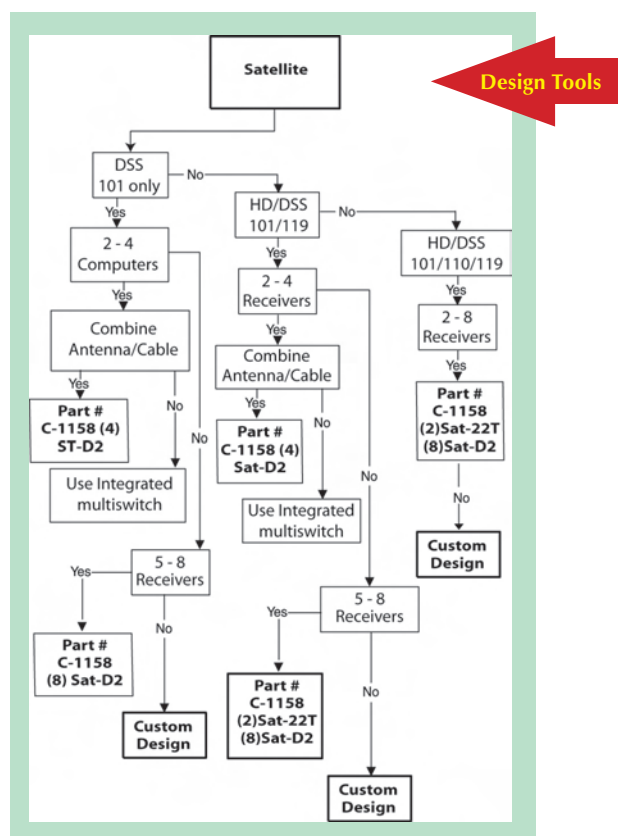 Satellite
Design Tools
DSS
101 only
No
HD/DSS
101/119
No
HD/DSS
101/110/119
Yes
2 - 4
Computers
Yes
2 - 4
Receivers
Yes
2 - 8
Receivers
Yes
Combine
Antenna/Cable
Yes
Combine
Antenna/Cable
Yes
Part #
C-1158
(2)Sat-22T
(8)Sat-D2
Yes
No
Part #
C-1158 (4)
ST-D2
No
Yes
No
Part #
C-1158 (4)
Sat-D2
No
Use Integrated
multiswitch
Use Integrated
multiswitch
No
Custom
Design
5 - 8
Receivers
Yes
No
Part #
C-1158
(8) Sat-D2
Custom
Design
5 - 8
Receivers
Yes
No
Part #
C-1158
(2)Sat-22T
(8)Sat-D2
Custom
Design